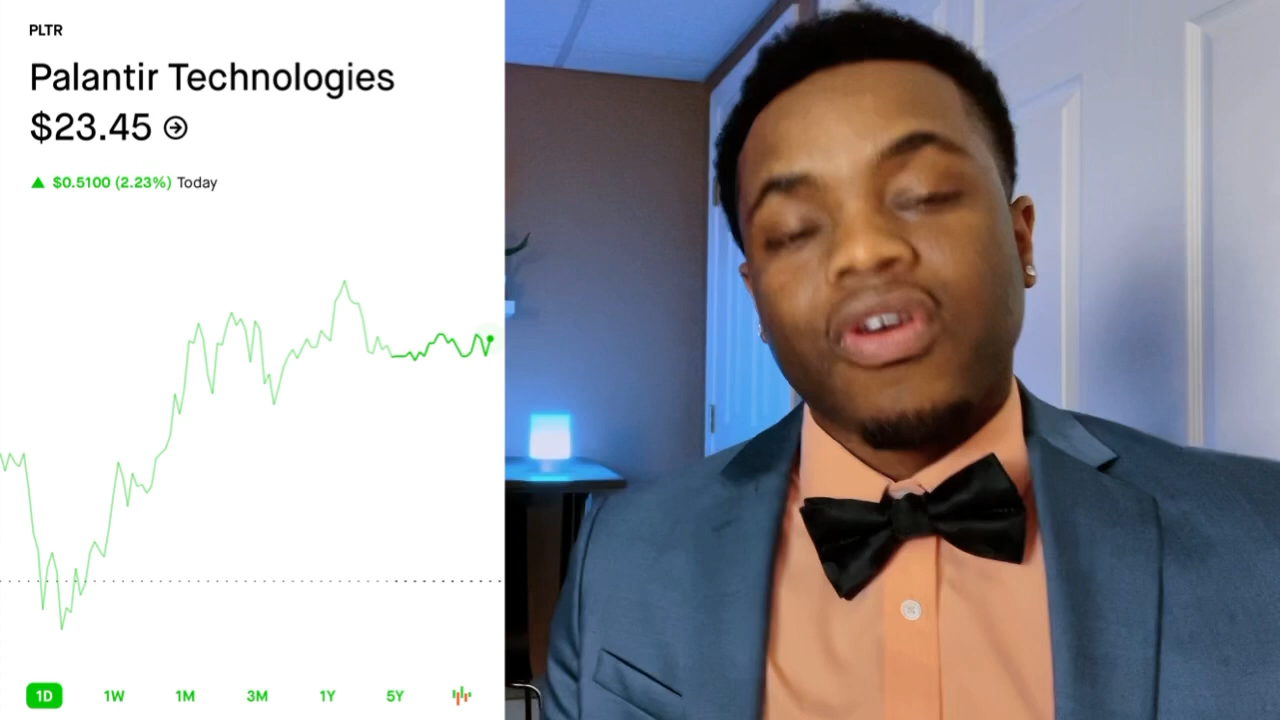 PLTR
Palantir Technologies
$23.45
$0.5100 (2.23%) Today
1D 1W 1M 3M 1Y 5Y